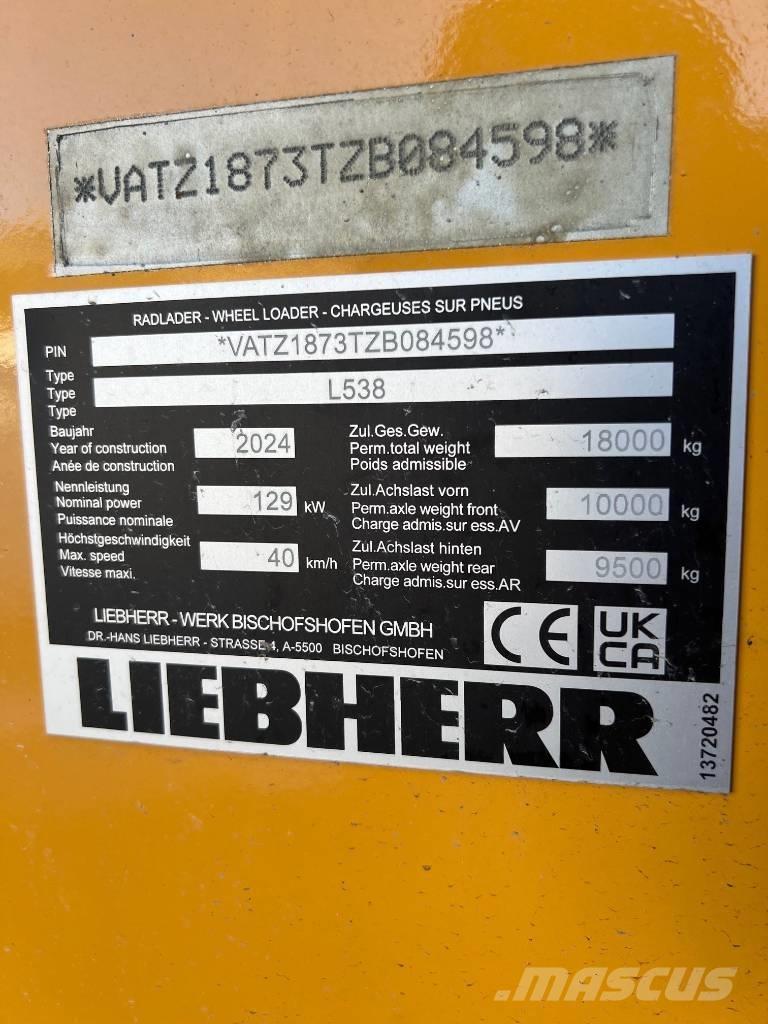 *VATZ1873TZB084598*
RADLADER - WHEEL LOADER - CHARGEUSES SUR PNEUS
PIN *VATZ1873TZB084598*
Type
Type L538
Type
Baujahr
Year of construction 2024
Anée de construction
Zul.Ges.Gew.
Perm.total weight 18000 kg
Poids admissible
Nennleistung
Nominal power 129 kW
Puissance nominale
Zul.Achslast vorn
Perm.axle weight front 10000 kg
Charge admis.sur ess.AV
Höchstgeschwindigkeit
Max. speed 40 km/h
Vitesse maxi.
Zul.Achslast hinten
Perm.axle weight rear 9500 kg
Charge admis.sur ess.AR
LIEBHERR - WERK BISCHOFSHOFEN GMBH
DR.-HANS LIEBHERR - STRASSE 4, A-5500 BISCHOFSHOFEN
CE
UK
CA
LIEBHERR
13720482
MASCUS